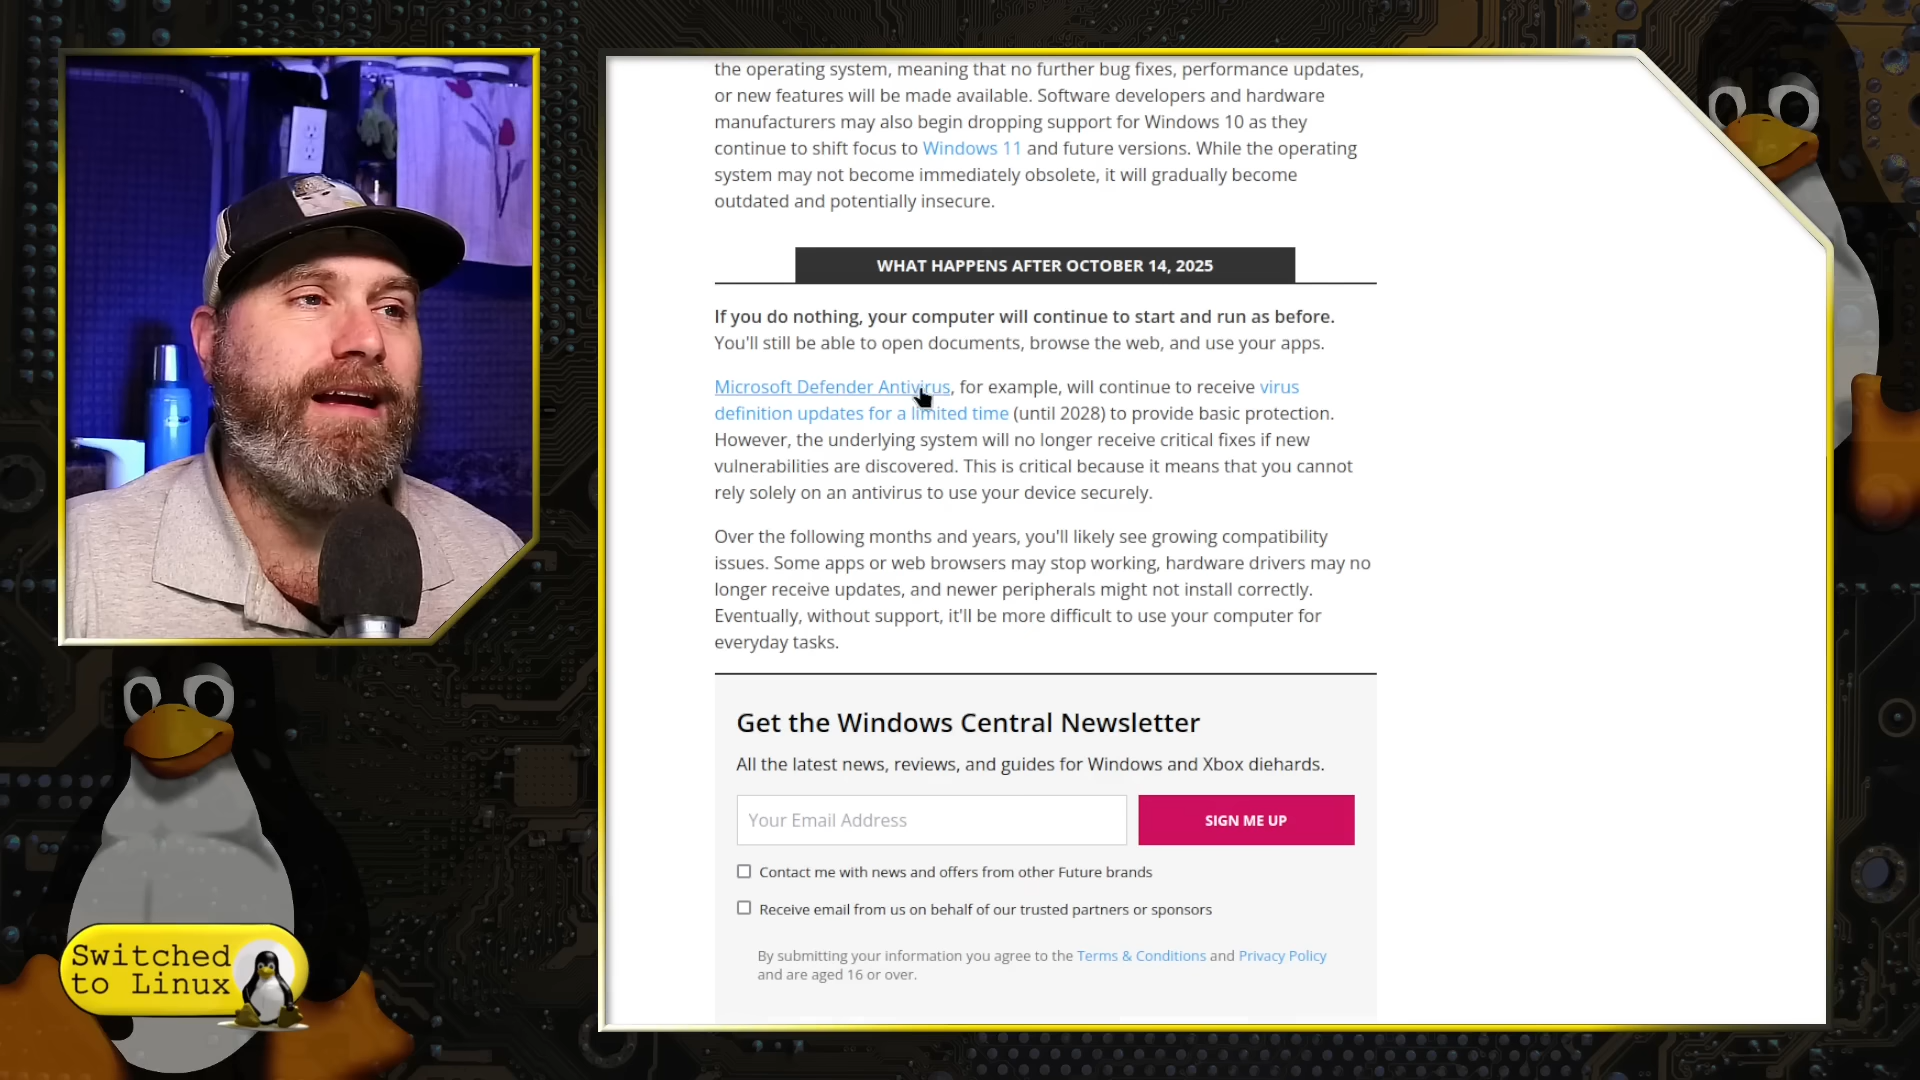 the operating system, meaning that no further bug fixes, performance updates,
or new features will be made available. Software developers and hardware
manufacturers may also begin dropping support for Windows 10 as they
continue to shift focus to Windows 11 and future versions. While the operating
system may not become immediately obsolete, it will gradually become
outdated and potentially insecure.
WHAT HAPPENS AFTER OCTOBER 14, 2025
If you do nothing, your computer will continue to start and run as before.
You'll still be able to open documents, browse the web, and use your apps.
Microsoft Defender Antivirus, for example, will continue to receive virus
definition updates for a limited time (until 2028) to provide basic protection.
However, the underlying system will no longer receive critical fixes if new
vulnerabilities are discovered. This is critical because it means that you cannot
rely solely on an antivirus to use your device securely.
Over the following months and years, you'll likely see growing compatibility
issues. Some apps or web browsers may stop working, hardware drivers may no
longer receive updates, and newer peripherals might not install correctly.
Eventually, without support, it'll be more difficult to use your computer for
everyday tasks.
Get the Windows Central Newsletter
All the latest news, reviews, and guides for Windows and Xbox diehards.
Your Email Address
SIGN ME UP
Contact me with news and offers from other Future brands
Receive email from us on behalf of our trusted partners or sponsors
By submitting your information you agree to the Terms & Conditions and Privacy Policy
and are aged 16 or over.
Switched
to Linux